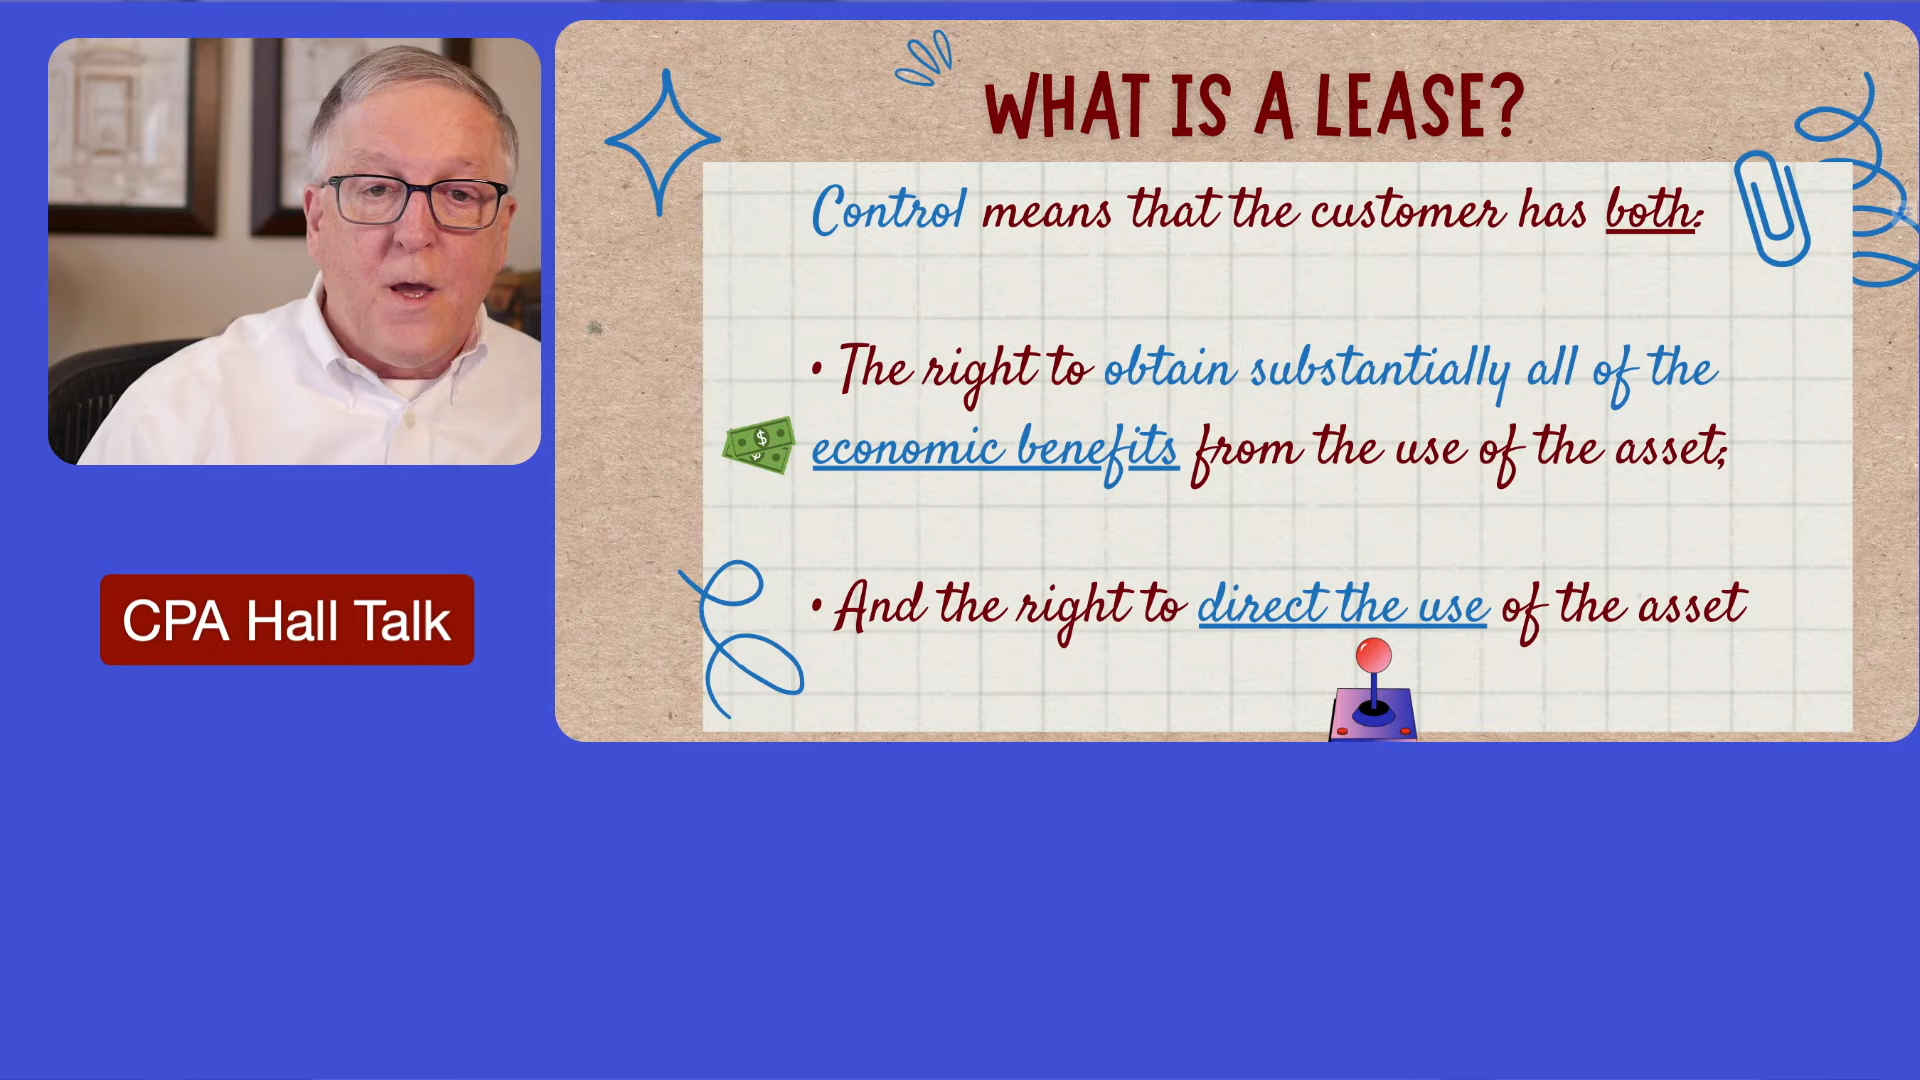 WHAT IS A LEASE?
Control means that the customer has both:
• The right to obtain substantially all of the
economic benefits from the use of the asset;
• And the right to direct the use of the asset
CPA Hall Talk